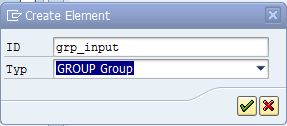 Create Element
ID grp_input
Typ GROUP Group